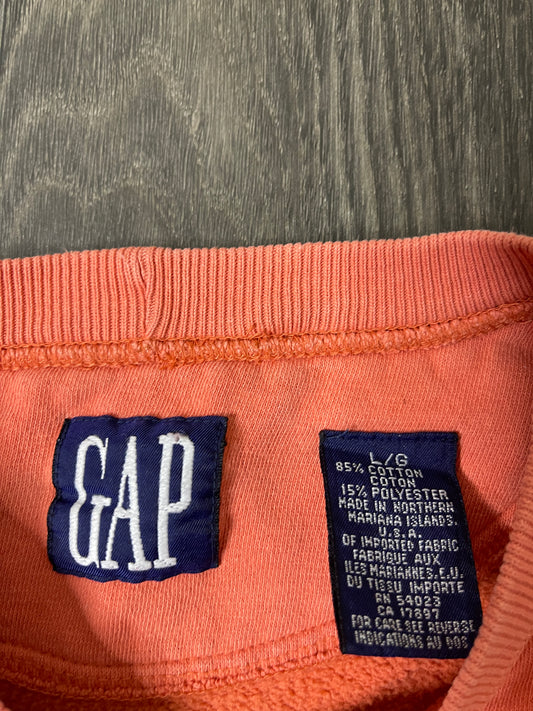 GAP
L/G
85% COTTON
COTON
15% POLYESTER
MADE IN NORTHERN
MARIANA ISLANDS.
U.S.A.
OF IMPORTED FABRIC
FABRIQUE AUX
ILES MARIANNES.E.U.
DU TISSU IMPORTE
RN 54023
CA 17897
FOR CARE SEE REVERSE
INDICATIONS AU DOS